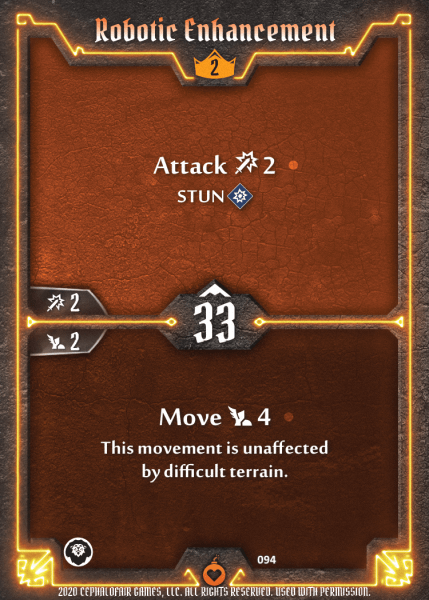 Robotic Enhancement
2
Attack 2
STUN
2
33
2
Move 4
This movement is unaffected
by difficult terrain.
094
2020 CEPHALOFAIR GAMES, LLC. ALL RIGHTS RESERVED. USED WITH PERMISSION.